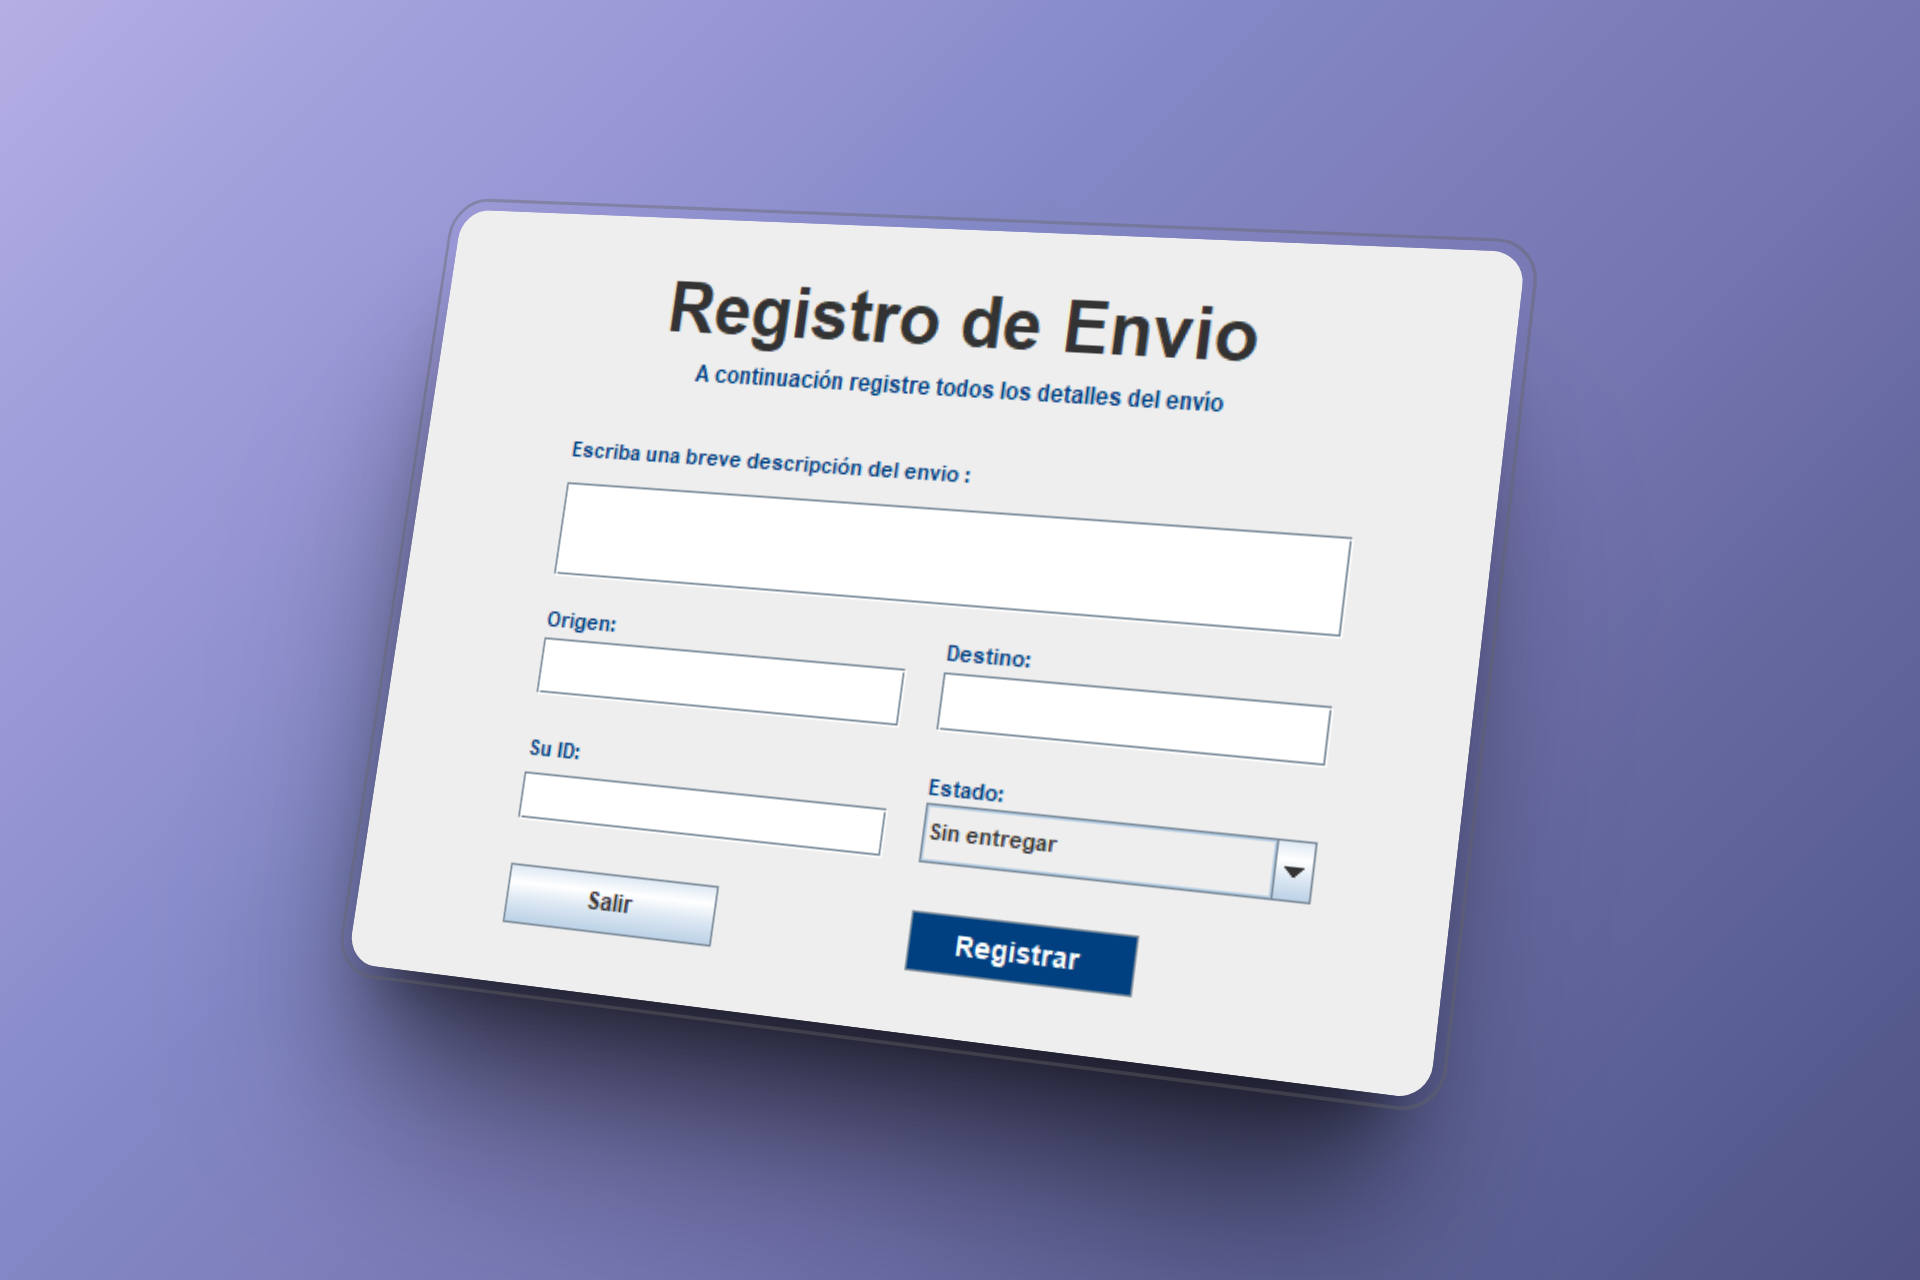 Registro de Envio
A continuación registre todos los detalles del envío
Escriba una breve descripción del envio :
Origen:
Destino:
Su ID:
Estado:
Sin entregar
Salir
Registrar